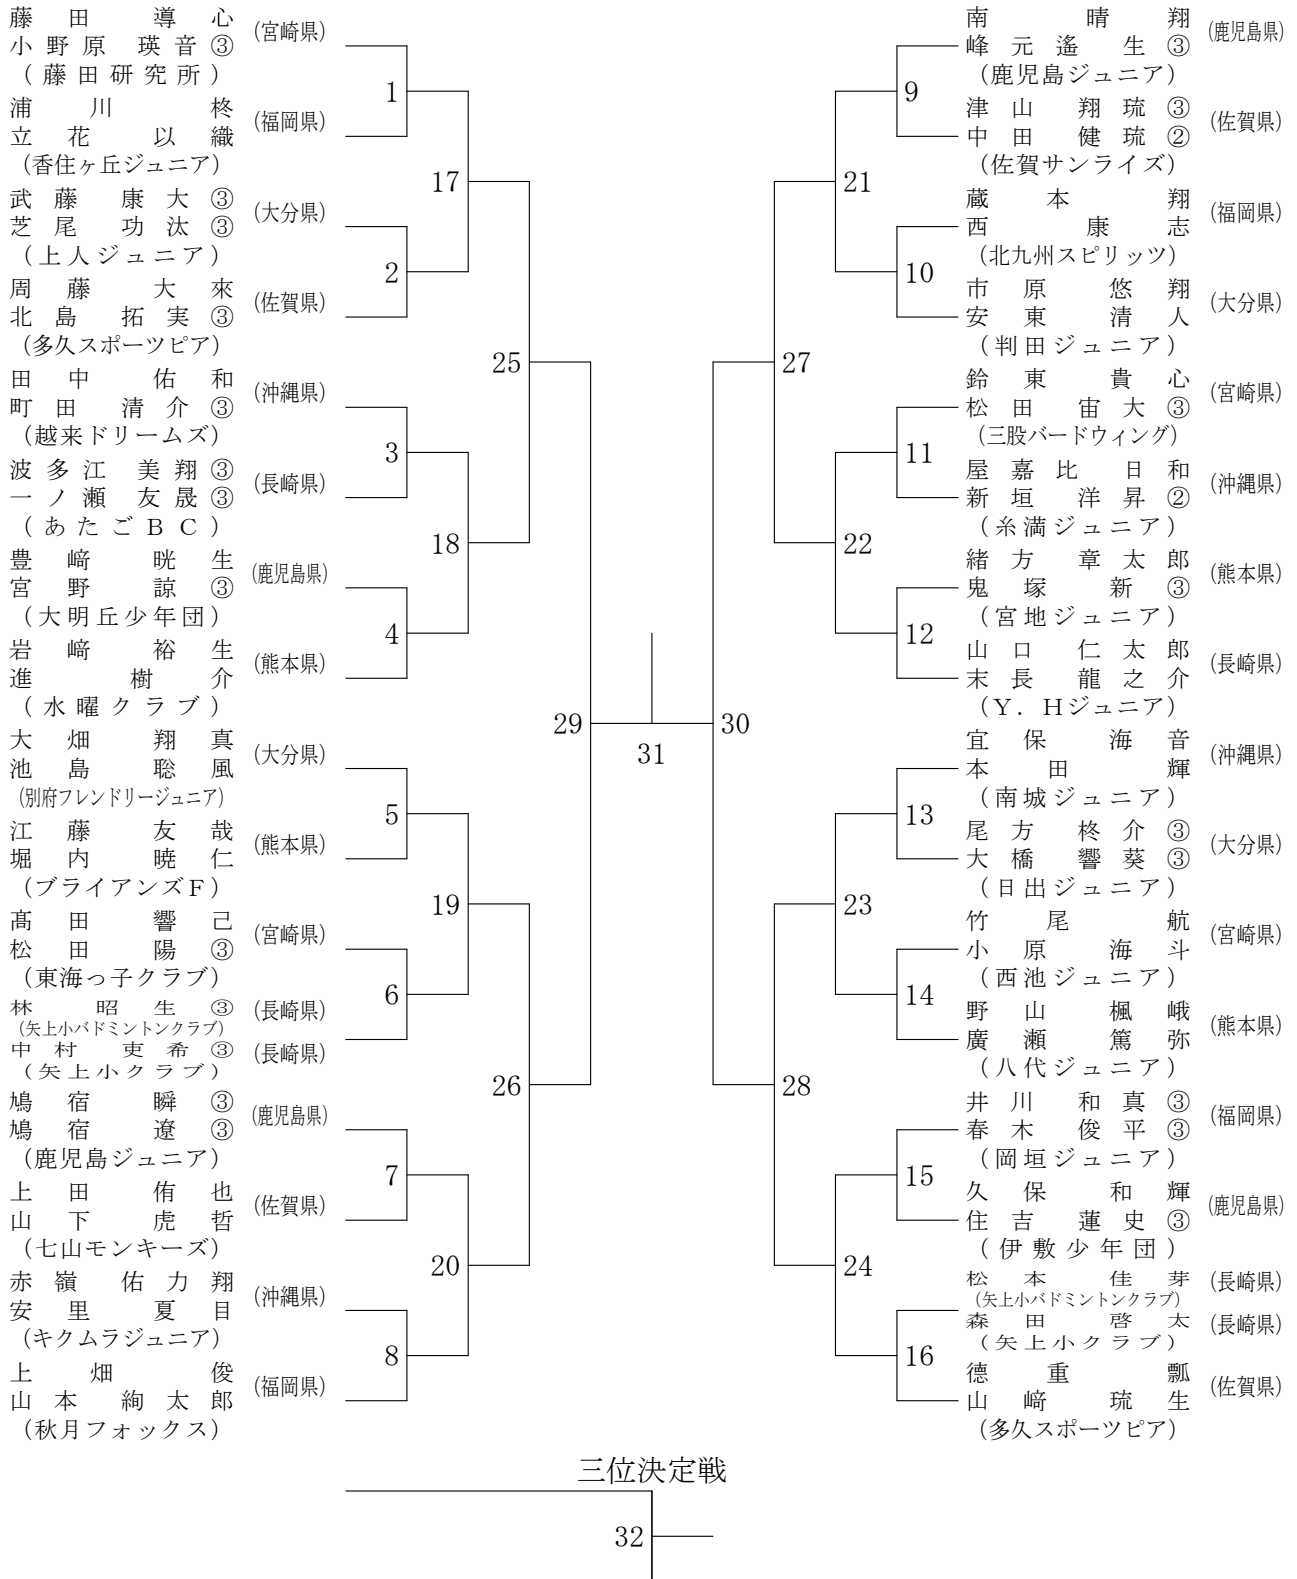 藤田 導心 (宮崎県)
小野原 瑛音 ③
(藤田研究所)
1
浦川 柊 (福岡県)
立花 以織
(香住ヶ丘ジュニア)
17
武藤 康大 ③ (大分県)
芝尾 功汰 ③
(上人ジュニア)
2
周藤 大來 (佐賀県)
北島 拓実 ③
(多久スポーツピア)
25
田中 佑和 (沖縄県)
町田 清介 ③
(越来ドリームズ)
3
波多江 美翔 ③ (長崎県)
一ノ瀬 友晟 ③
(あたごBC)
18
豊﨑 晄生 (鹿児島県)
宮野 諒 ③
(大明丘少年団)
4
岩﨑 裕生 (熊本県)
進 樹介
(水曜クラブ)
29
大畑 翔真 (大分県)
池島 聡風
(別府フレンドリージュニア)
5
江藤 友哉 (熊本県)
堀内 暁仁
(ブライアンズF)
19
髙田 響己 (宮崎県)
松田 陽 ③
(東海っ子クラブ)
6
林 昭生 ③ (長崎県)
(矢上小バドミントンクラブ)
中村 吏希 ③ (長崎県)
(矢上小クラブ)
26
鳩宿 瞬 ③ (鹿児島県)
鳩宿 遼 ③
(鹿児島ジュニア)
7
上田 侑也 (佐賀県)
山下 虎哲
(七山モンキーズ)
20
赤嶺 佑力翔 (沖縄県)
安里 夏目
(キクムラジュニア)
8
上畑 俊 (福岡県)
山本 絢太郎
(秋月フォックス)
31
南 晴翔 (鹿児島県)
峰元 遙生 ③
(鹿児島ジュニア)
9
津山 翔琉 ③ (佐賀県)
中田 健琉 ②
(佐賀サンライズ)
21
蔵本 翔 (福岡県)
西 康志
(北九州スピリッツ)
10
市原 悠翔 (大分県)
安東 清人
(判田ジュニア)
27
鈴東 貴心 (宮崎県)
松田 宙大 ③
(三股バードウィング)
11
屋嘉比 日和 (沖縄県)
新垣 洋昇 ②
(糸満ジュニア)
22
緒方 章太郎 (熊本県)
鬼塚 新 ③
(宮地ジュニア)
12
山口 仁太郎 (長崎県)
末長 龍之介
(Y.Hジュニア)
30
宜保 海音 (沖縄県)
本田 輝
(南城ジュニア)
13
尾方 柊介 ③ (大分県)
大橋 響葵 ③
(日出ジュニア)
23
竹尾 航 (宮崎県)
小原 海斗
(西池ジュニア)
14
野山 楓峨 (熊本県)
廣瀬 篤弥
(八代ジュニア)
28
井川 和真 ③ (福岡県)
春木 俊平 ③
(岡垣ジュニア)
15
久保 和輝 (鹿児島県)
住吉 蓮史 ③
(伊敷少年団)
24
松本 佳芽 (長崎県)
(矢上小バドミントンクラブ)
森田 啓太 (長崎県)
(矢上小クラブ)
16
德重 瓢 (佐賀県)
山﨑 琉生
(多久スポーツピア)
三位決定戦
32